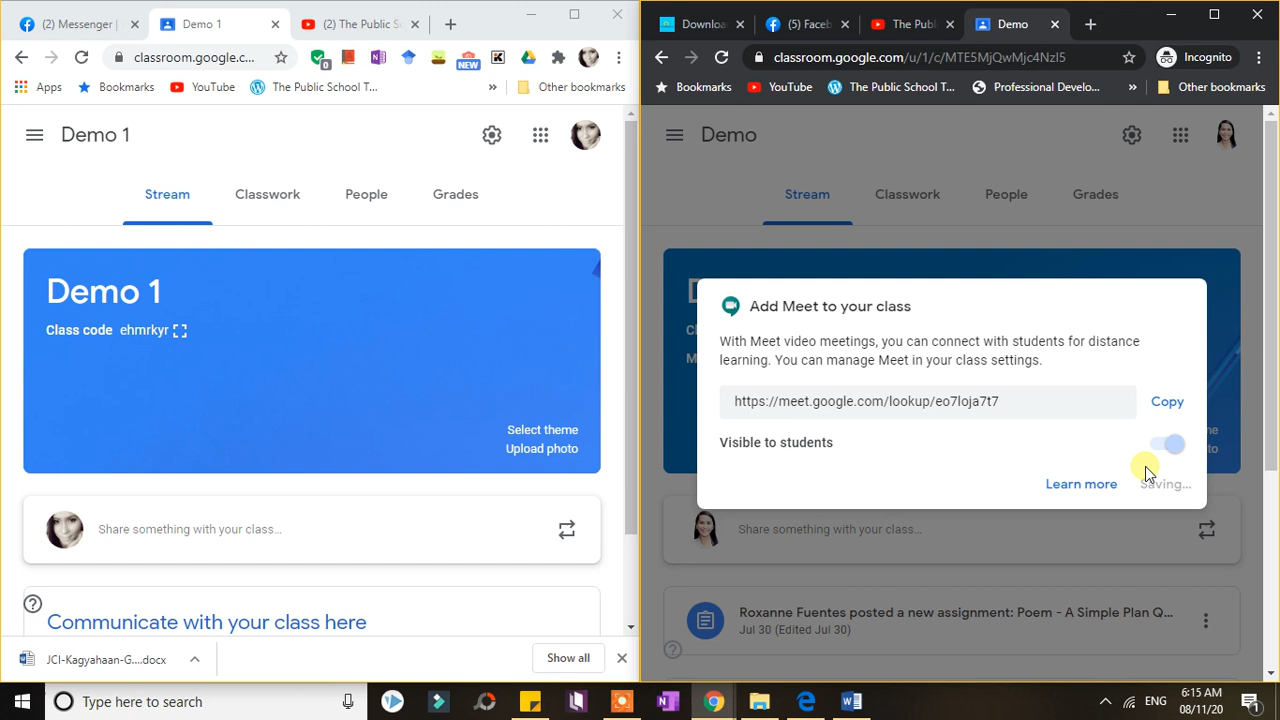 (2) Messenger
Demo 1
(2) The Public Sc
classroom.google.c...
0
NEW
Apps
Bookmarks
YouTube
The Public School T...
»
Other bookmarks
Demo 1
Stream
Classwork
People
Grades
Demo 1
Class code ehmrkyr
Select theme
Upload photo
Share something with your class...
Communicate with your class here
JCI-Kagyahaan-G....docx
Show all
Downloa
(5) Faceb
The Pub
Demo
classroom.google.com/u/1/c/MTE5MjQwMjc4NzI5
Incognito
Bookmarks
YouTube
The Public School T...
Professional Develo...
»
Other bookmarks
Demo
Stream
Classwork
People
Grades
Add Meet to your class
With Meet video meetings, you can connect with students for distance
learning. You can manage Meet in your class settings.
https://meet.google.com/lookup/eo7loja7t7
Copy
Visible to students
Learn more
Saving...
Share something with your class...
Roxanne Fuentes posted a new assignment: Poem - A Simple Plan Q...
Jul 30 (Edited Jul 30)
Type here to search
ENG
6:15 AM
08/11/20
1